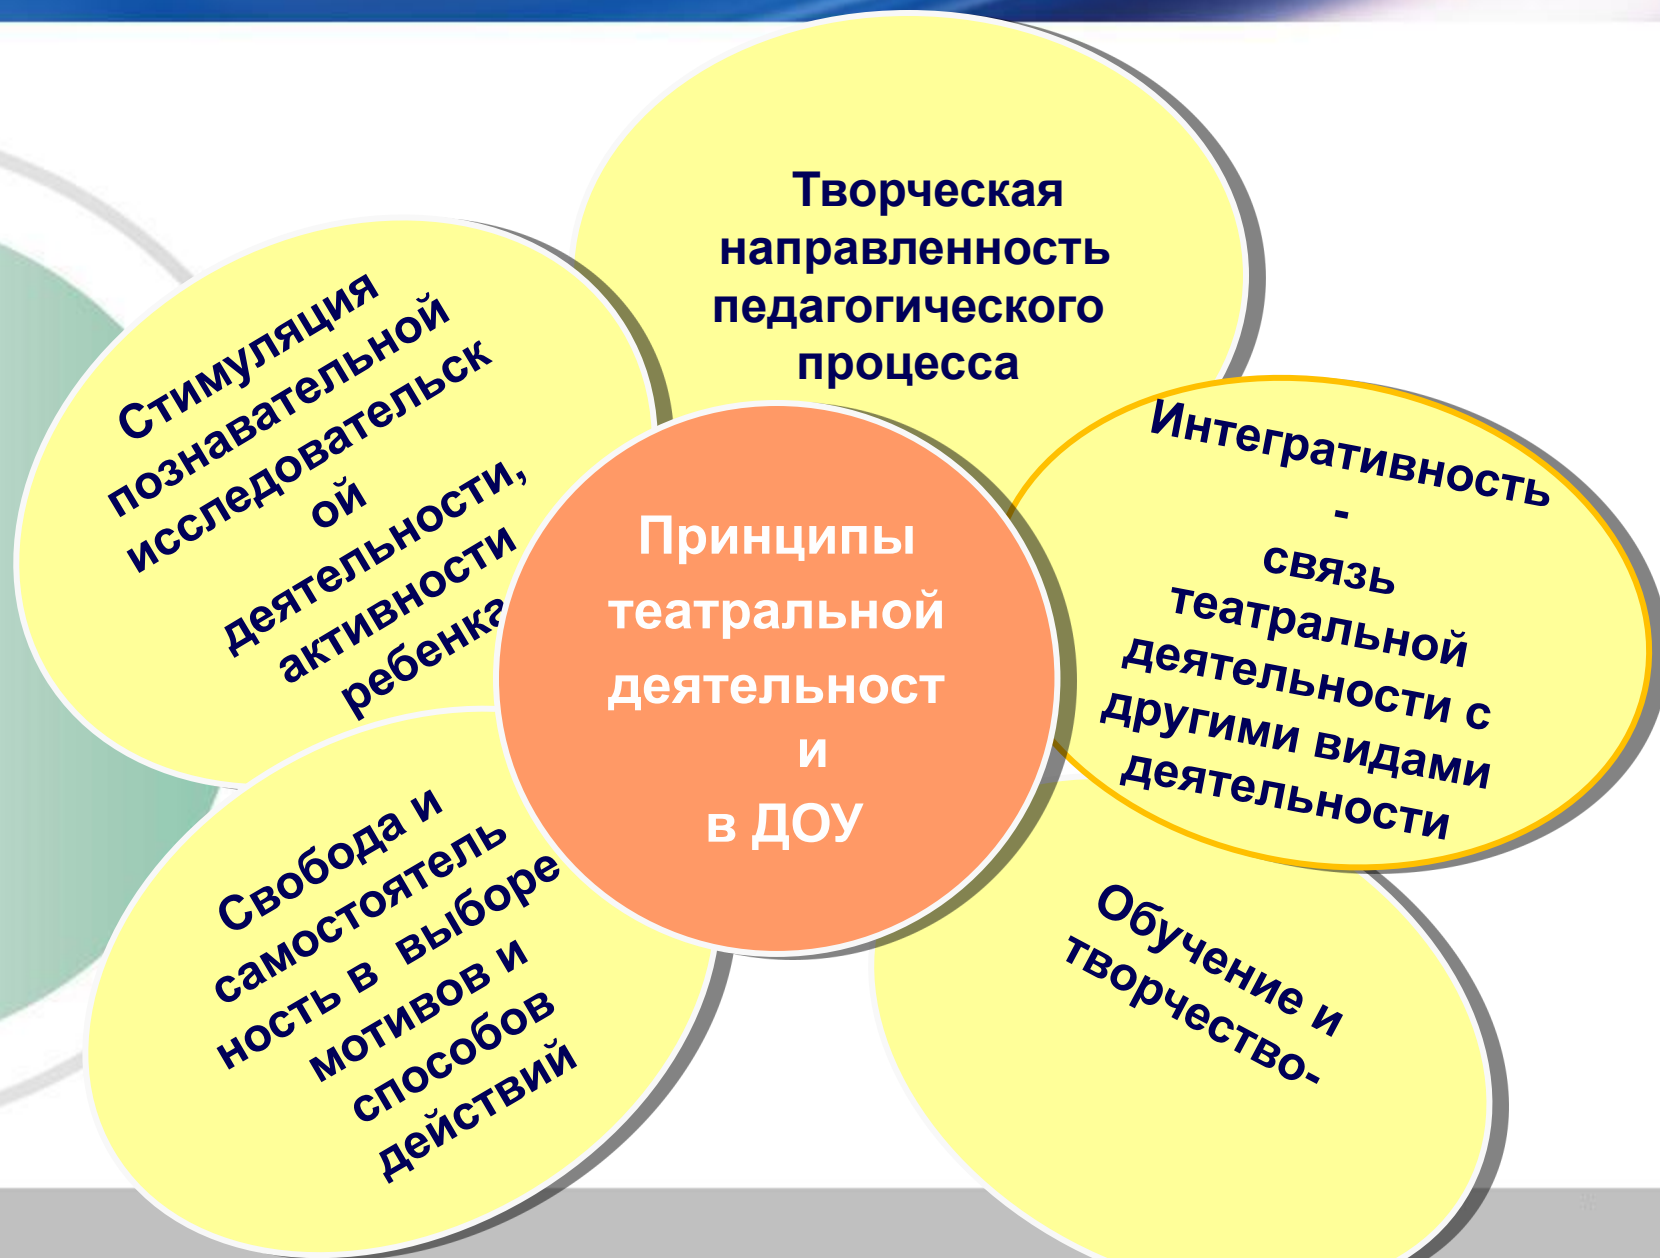 Творческая
направленность
педагогического
процесса
Стимуляция
познавательной
исследовательск
ой
деятельности,
активности
ребенка
Принципы
театральной
деятельност
и
в ДОУ
Интегративность
-
связь
театральной
деятельности с
другими видами
деятельности
Свобода и
самостоятель
ность в выборе
мотивов и
способов
действий
Обучение и
творчество-